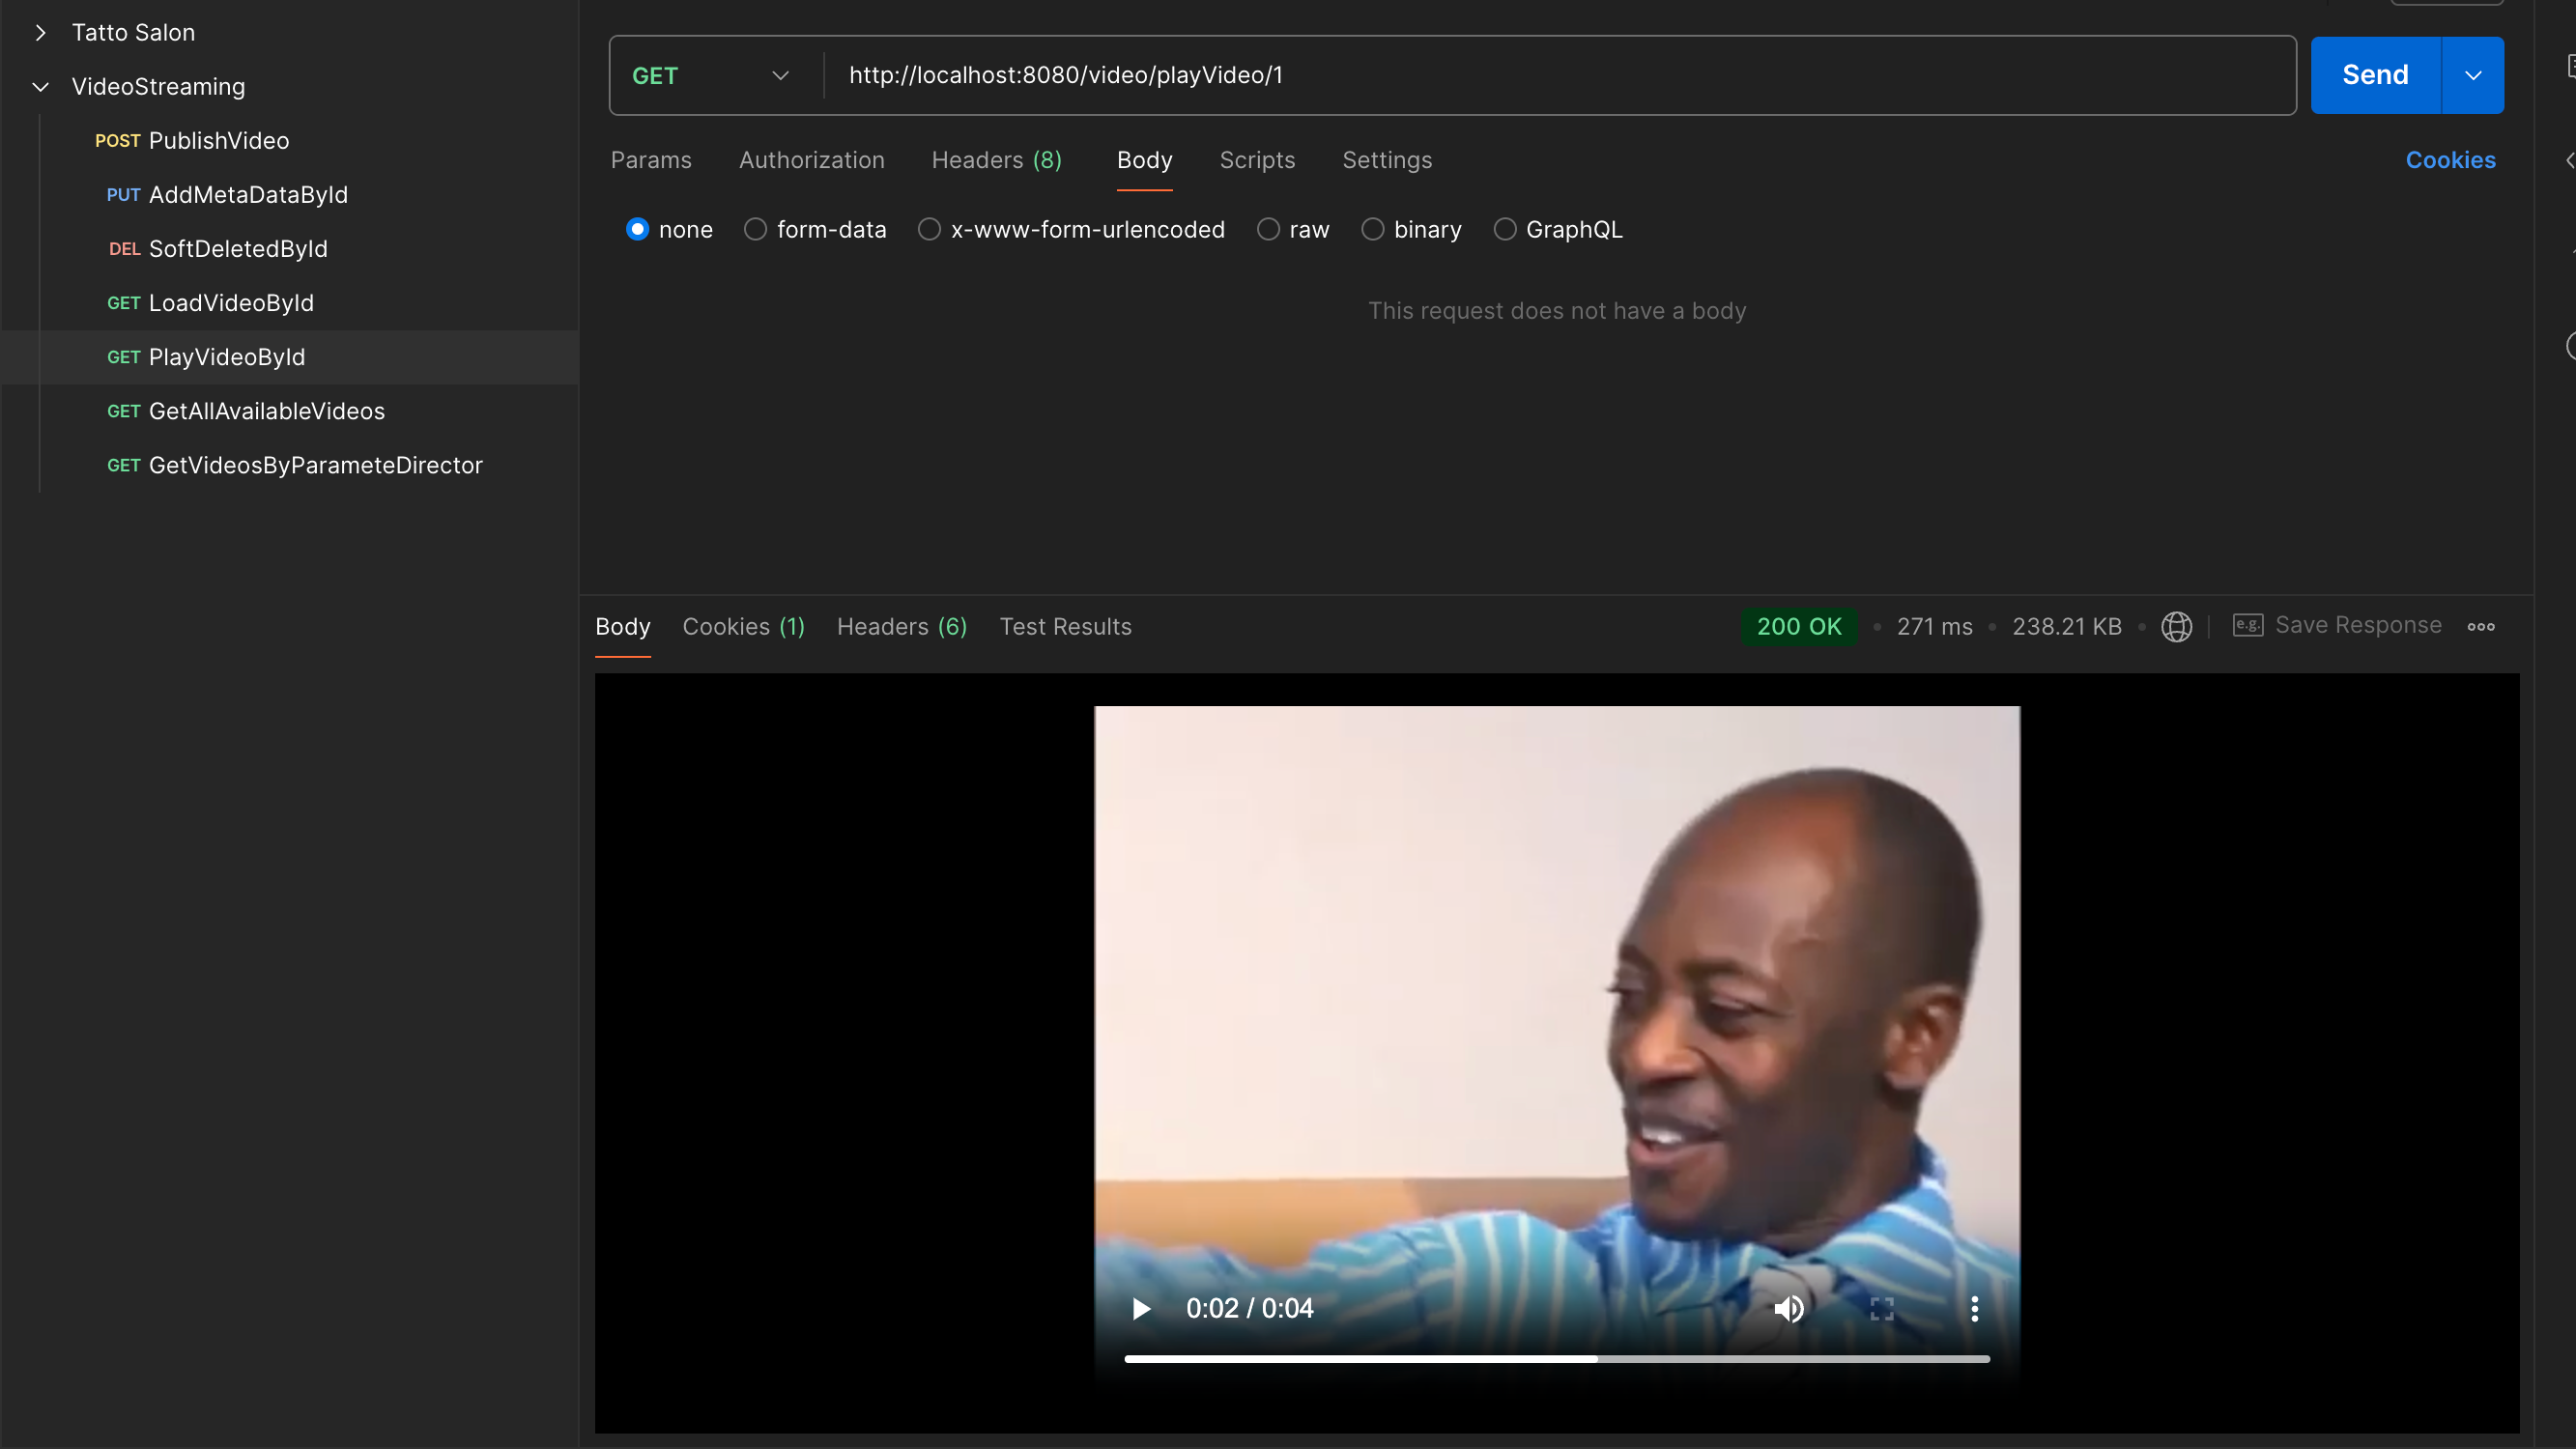 Tatto Salon
VideoStreaming
POST PublishVideo
PUT AddMetaDataById
DEL SoftDeletedById
GET LoadVideoById
GET PlayVideoById
GET GetAllAvailableVideos
GET GetVideosByParameteDirector
GET http://localhost:8080/video/playVideo/1 Send
Params Authorization Headers (8) Body Scripts Settings Cookies
none form-data x-www-form-urlencoded raw binary GraphQL
This request does not have a body
Body Cookies (1) Headers (6) Test Results 200 OK • 271 ms • 238.21 KB • e.g. Save Response
0:02 / 0:04